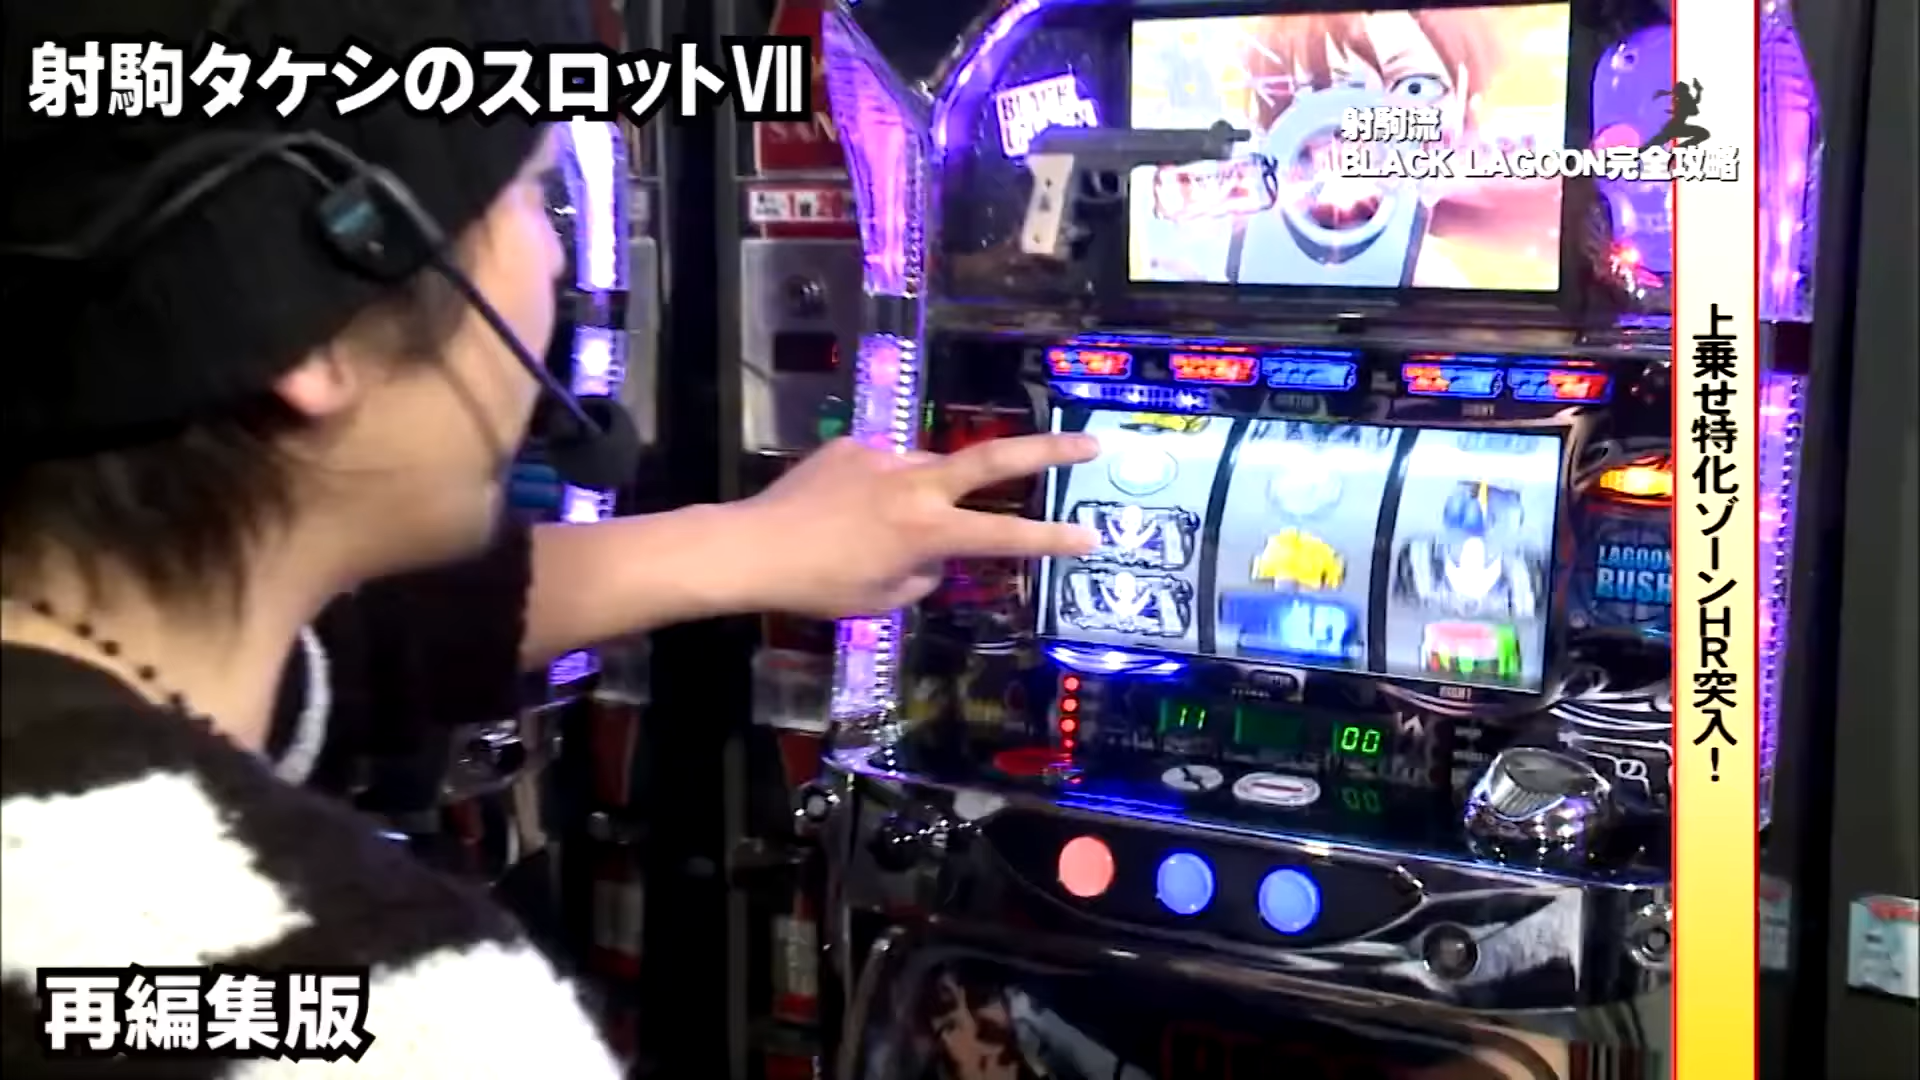 射駒タケシのスロットⅦ
射駒流
BLACK LAGOON完全攻略
上乗せ特化ゾーンHR突入！
LAGOON
RUSH
11
00
00
再編集版